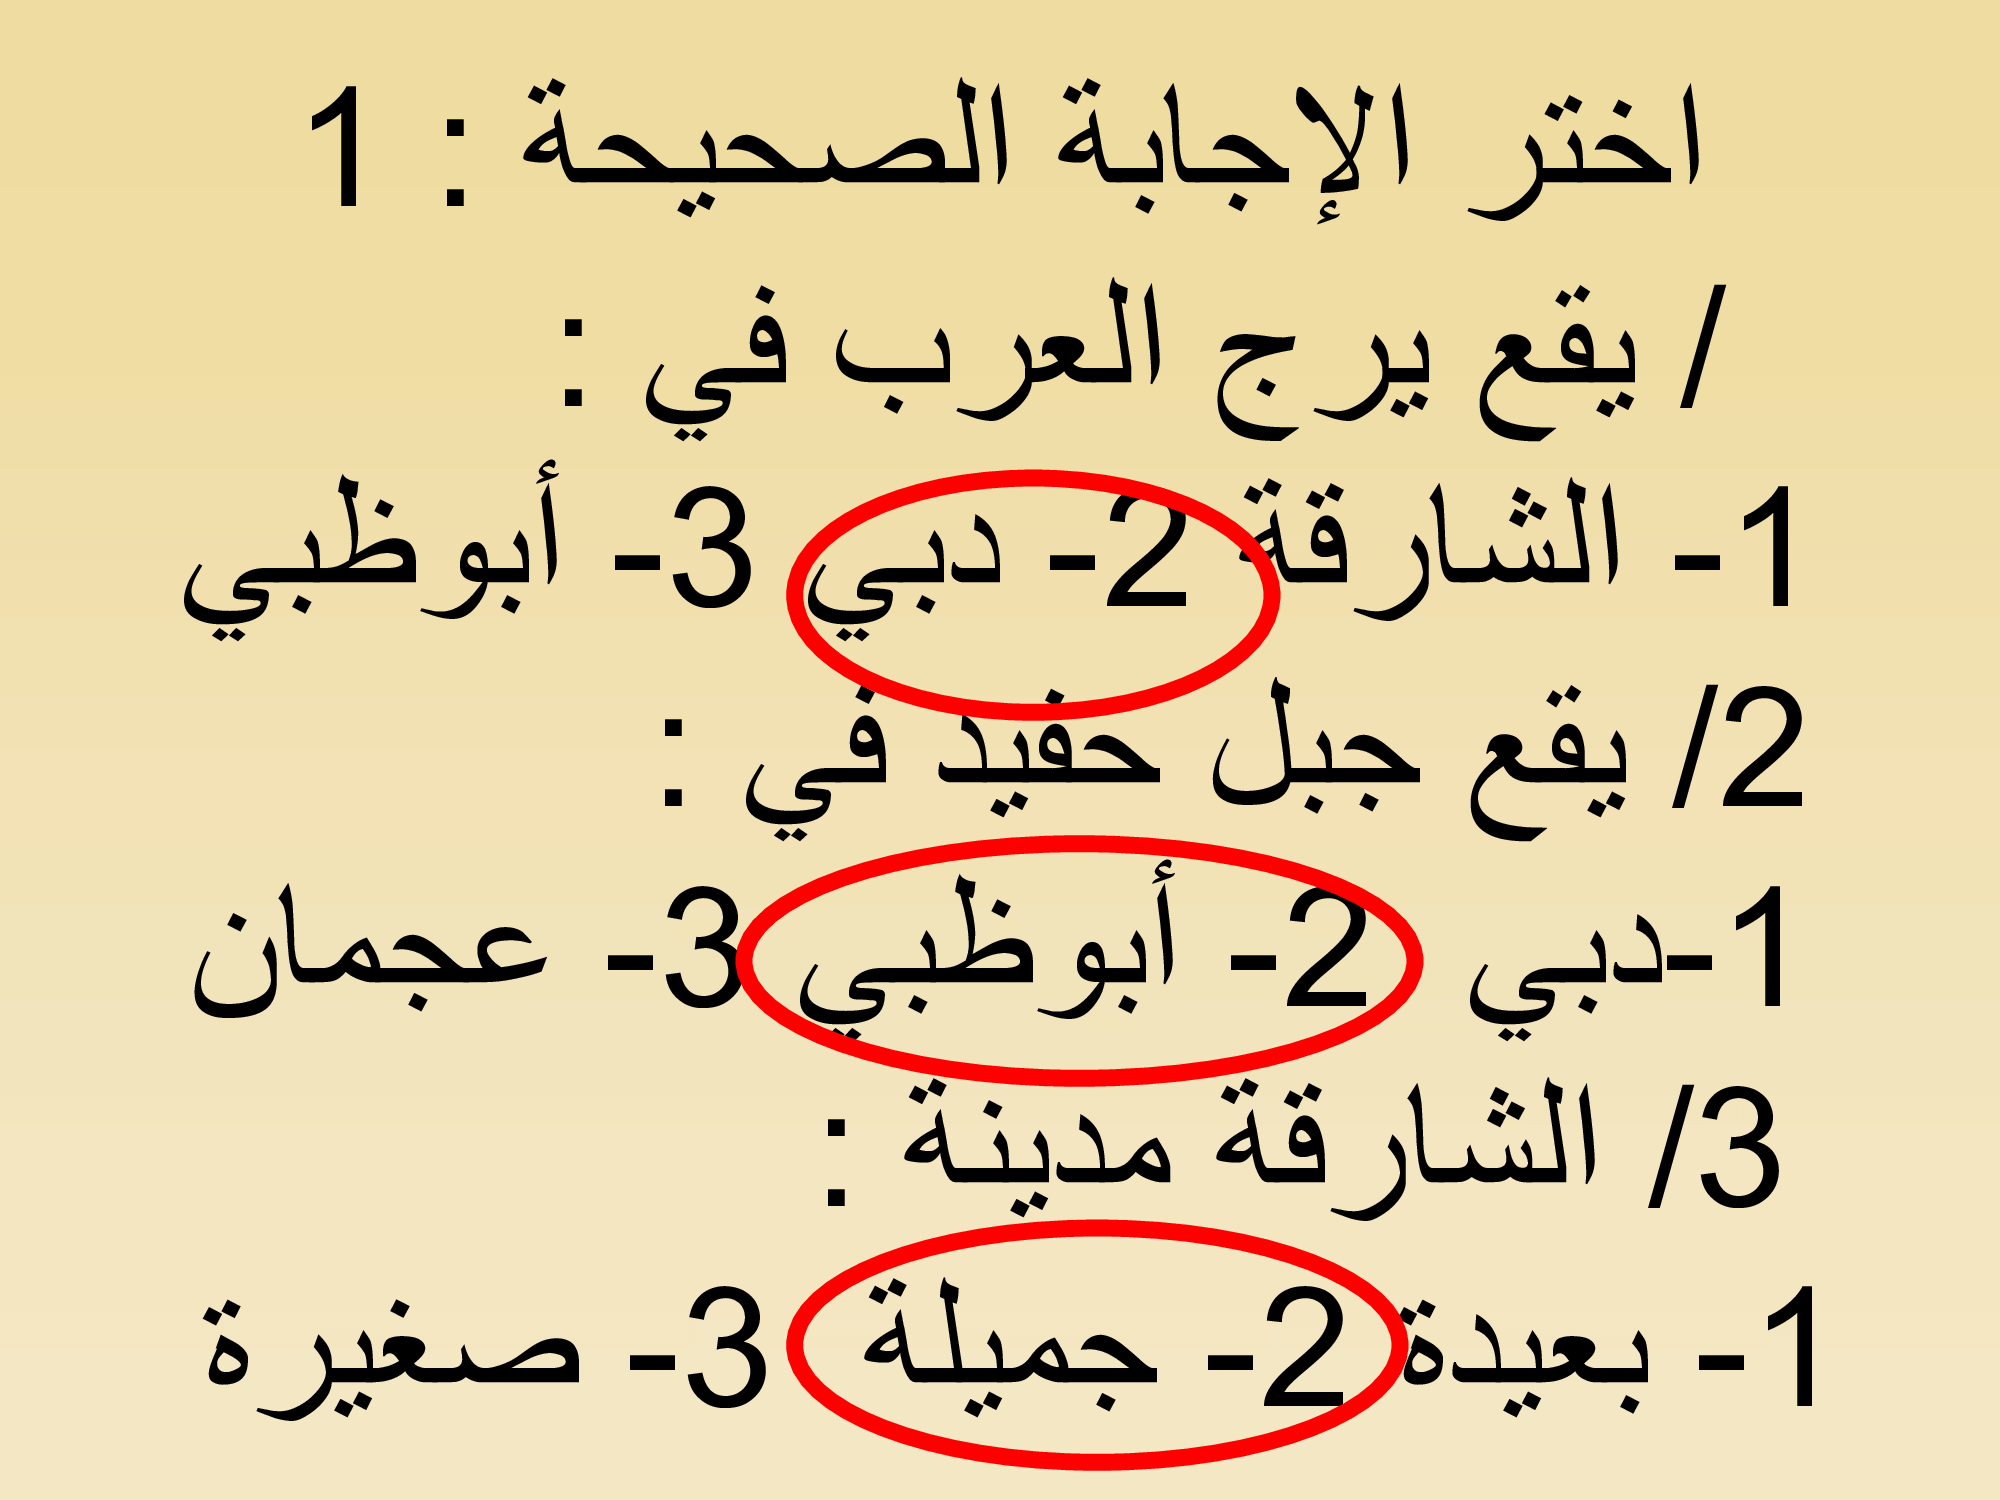 اختر الإجابة الصحيحة : 1
/ يقع يرج العرب في :
1- الشارقة 2- دبي 3- أبوظبي
2/ يقع جبل حفيد في :
1-دبي 2- أبوظبي 3- عجمان
3/ الشارقة مدينة :
1- بعيدة 2- جميلة 3- صغيرة